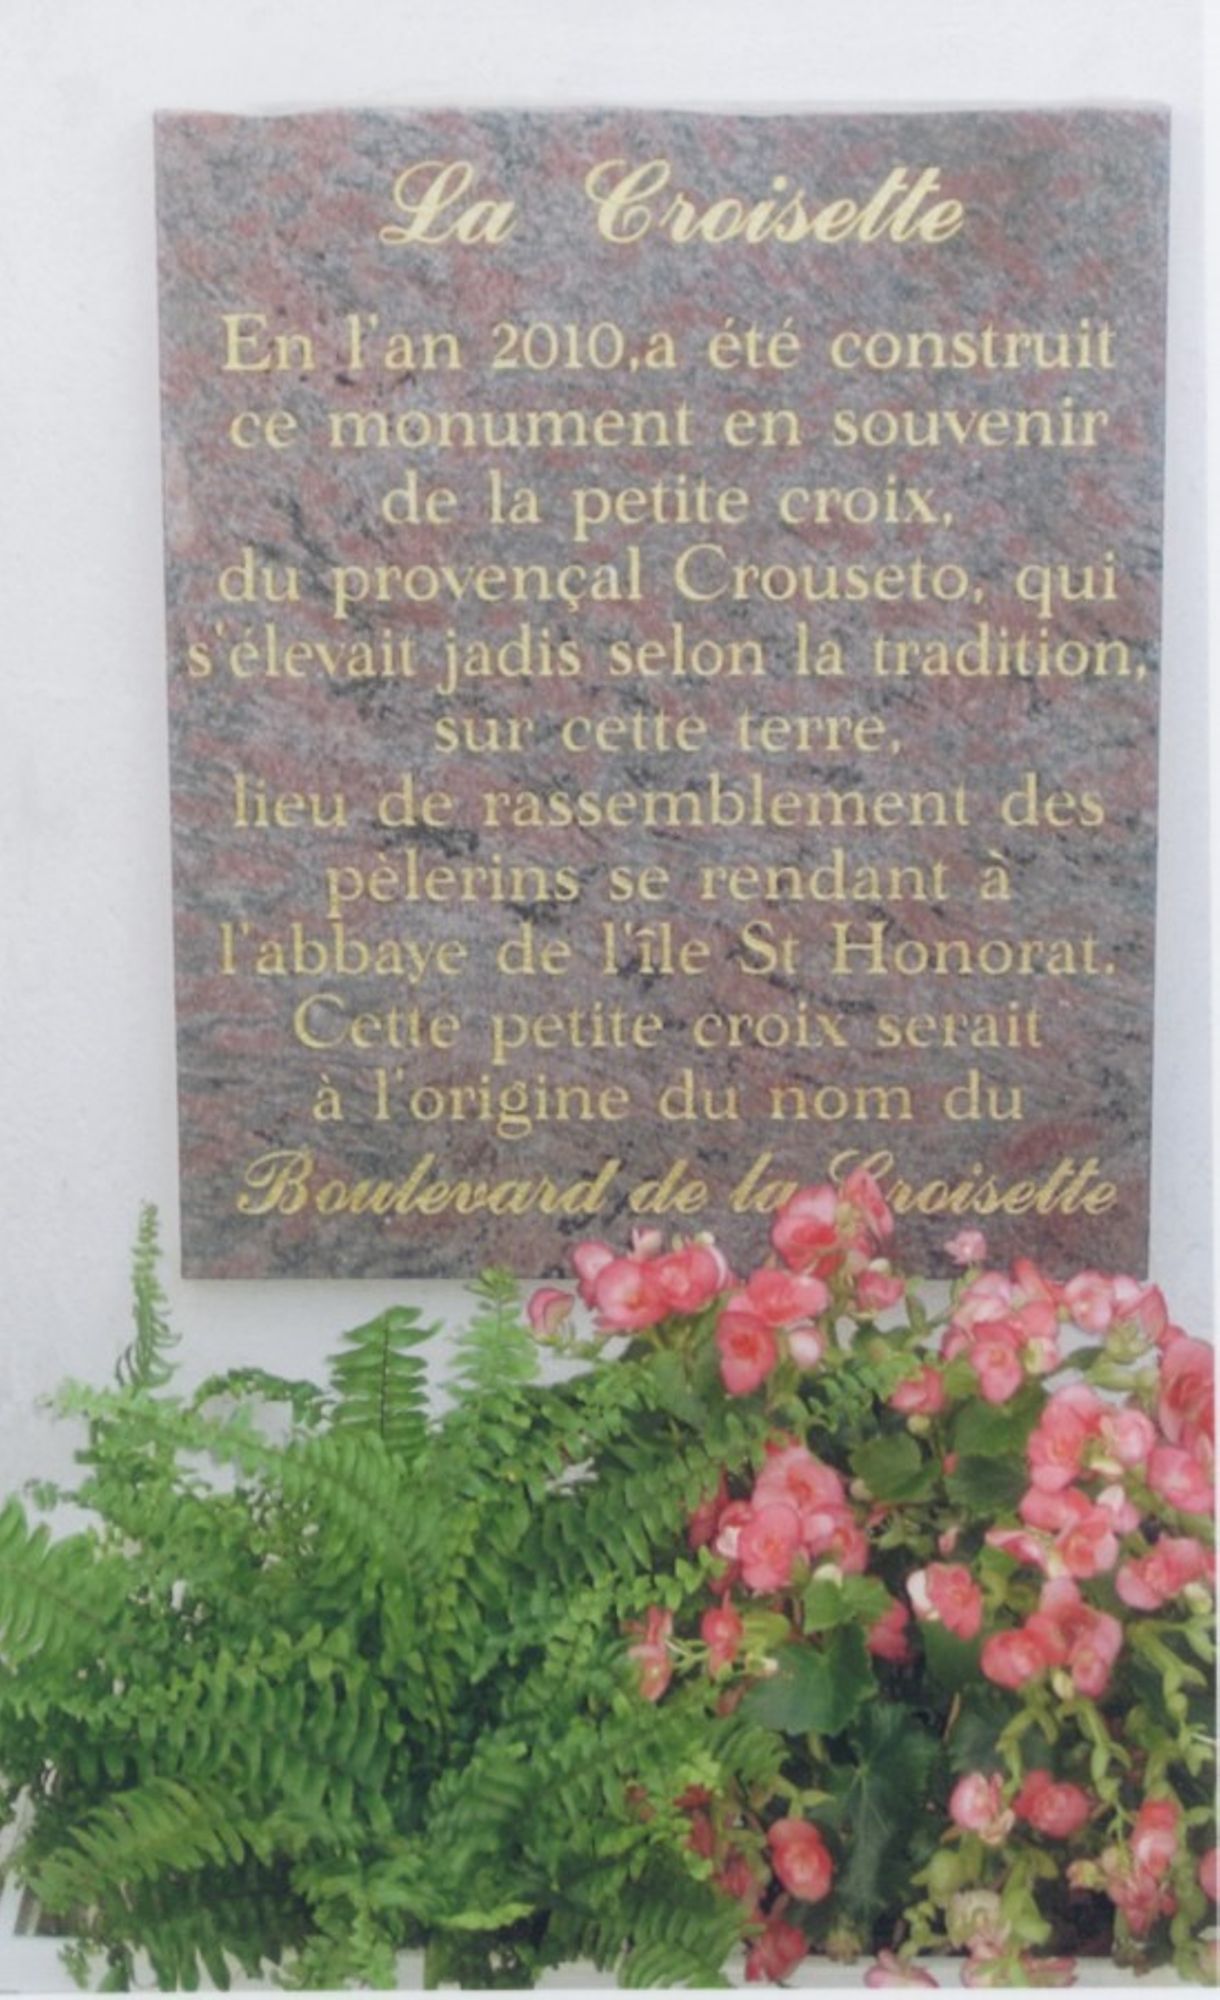 La Croisette
En l'an 2010,a été construit
ce monument en souvenir
de la petite croix,
du provençal Crouseto, qui
s'élevait jadis selon la tradition,
sur cette terre,
lieu de rassemblement des
pèlerins se rendant à
l'abbaye de l'île St Honorat.
Cette petite croix serait
à l'origine du nom du
Boulevard de la Croisette